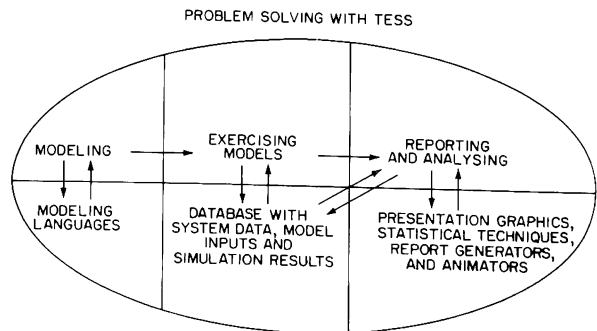 PROBLEM SOLVING WITH TESS
MODELING
EXERCISING
MODELS
REPORTING
AND ANALYSING
MODELING
LANGUAGES
DATABASE WITH
SYSTEM DATA, MODEL
INPUTS AND
SIMULATION RESULTS
PRESENTATION GRAPHICS,
STATISTICAL TECHNIQUES,
REPORT GENERATORS,
AND ANIMATORS